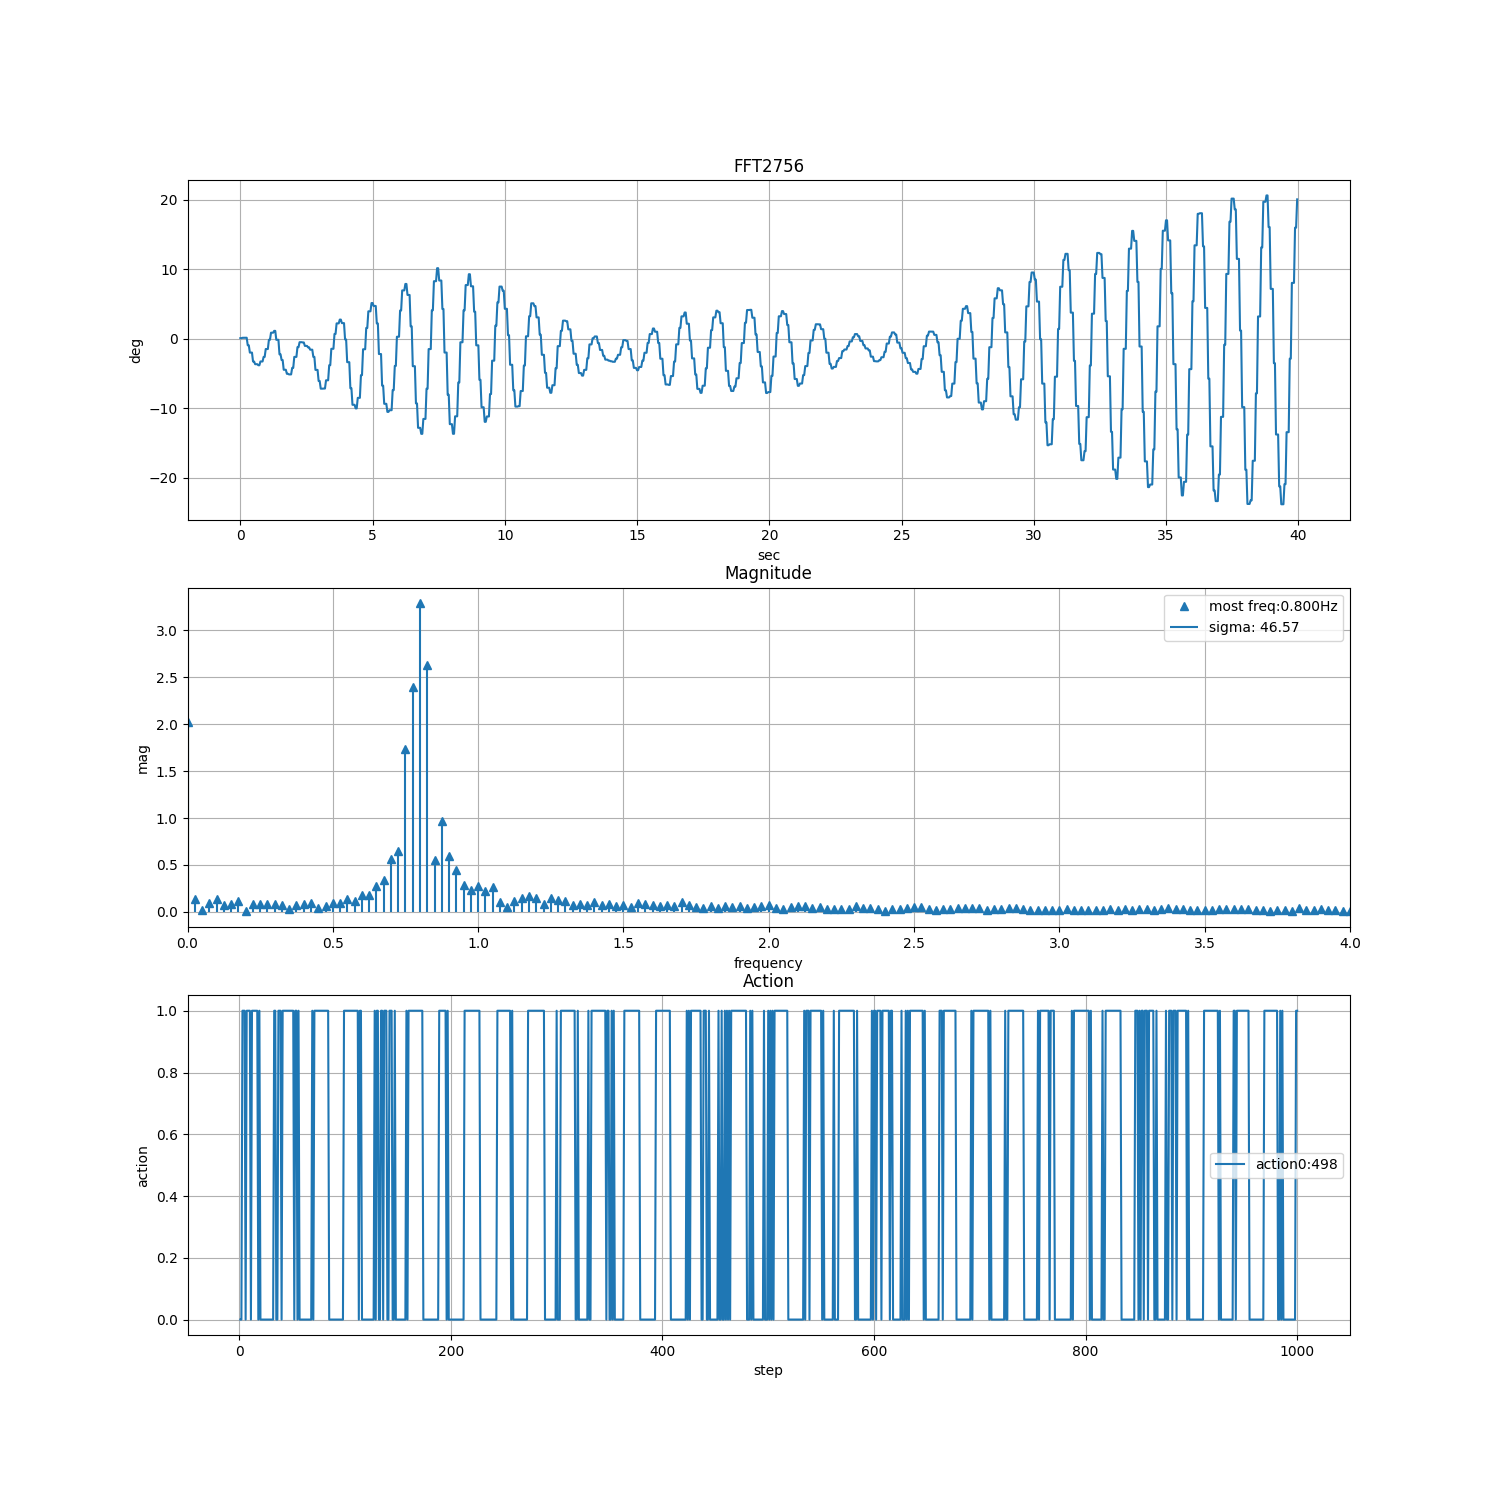 FFT2756
20
10
0
−10
−20
deg
0 5 10 15 20 25 30 35 40
sec
Magnitude
most freq:0.800Hz
sigma: 46.57
3.0
2.5
2.0
1.5
1.0
0.5
0.0
mag
0.0 0.5 1.0 1.5 2.0 2.5 3.0 3.5 4.0
frequency
Action
1.0
0.8
0.6
0.4
0.2
0.0
action
action0:498
0 200 400 600 800 1000
step